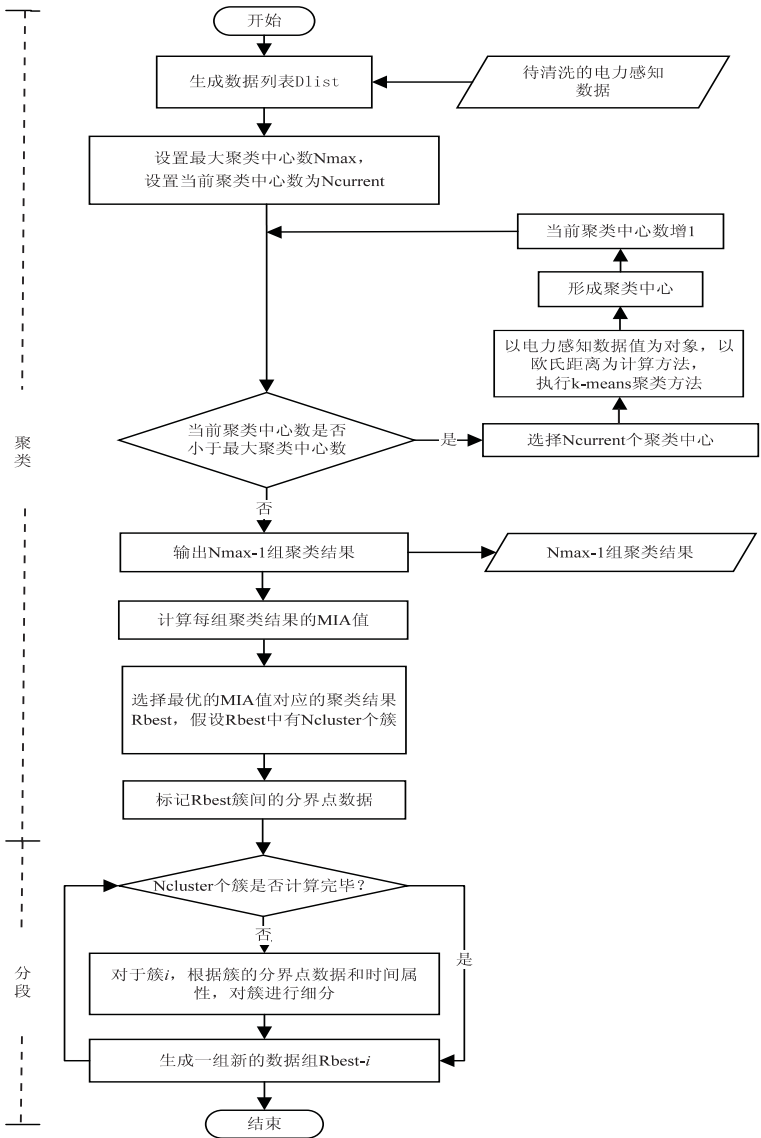 开始
生成数据列表Dlist
待清洗的电力感知
数据
设置最大聚类中心数Nmax，
设置当前聚类中心数为Ncurrent
当前聚类中心数增1
形成聚类中心
以电力感知数据值为对象，以
欧氏距离为计算方法，
执行k-means聚类方法
当前聚类中心数是否
小于最大聚类中心数
是
选择Ncurrent个聚类中心
聚
类
否
输出Nmax-1组聚类结果
Nmax-1组聚类结果
计算每组聚类结果的MIA值
选择最优的MIA值对应的聚类结果
Rbest，假设Rbest中有Ncluster个簇
标记Rbest簇间的分界点数据
Ncluster个簇是否计算完毕？
否
是
分
段
对于簇i，根据簇的分界点数据和时间属
性，对簇进行细分
生成一组新的数据组Rbest-i
结束